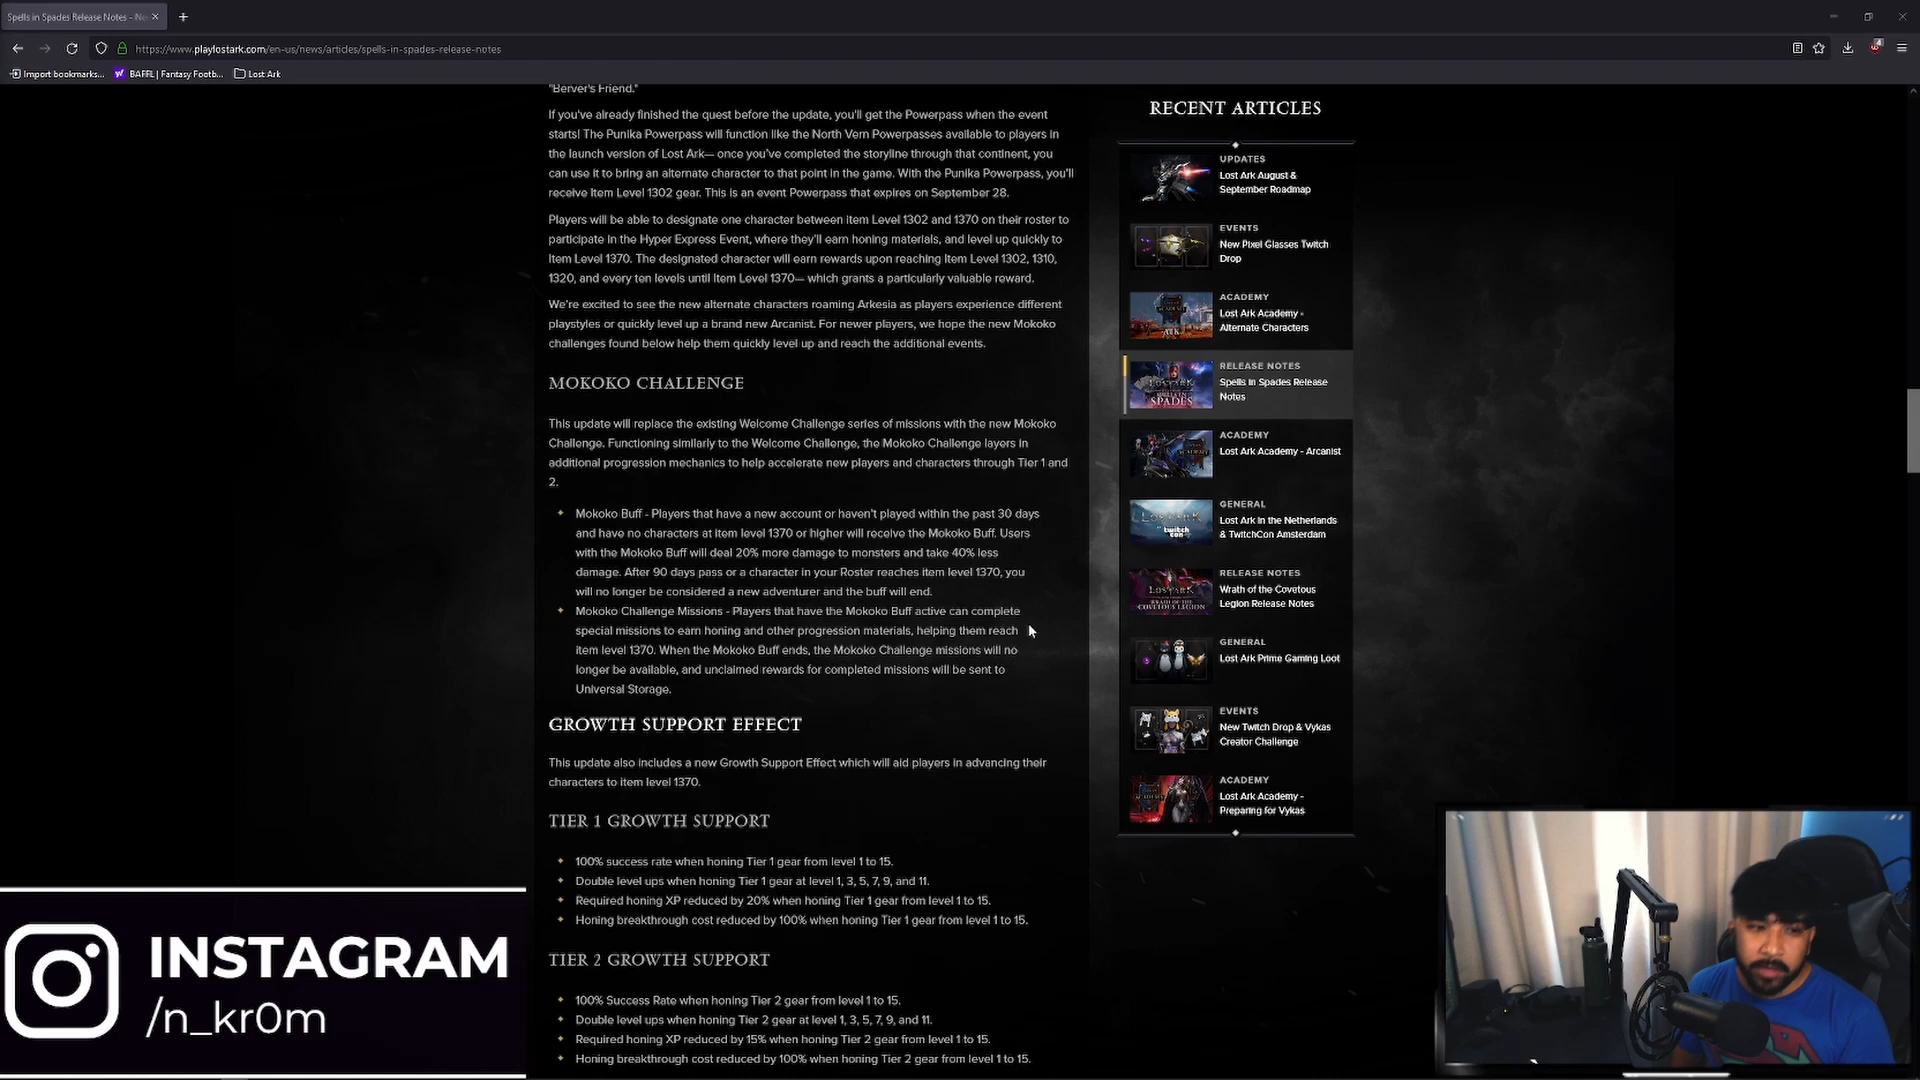 Spells in Spades Release Notes - Ne
https://www.playlostark.com/en-us/news/articles/spells-in-spades-release-notes
4
Import bookmarks...
BAFFL | Fantasy Footb...
Lost Ark
"Berver's Friend."
If you've already finished the quest before the update, you'll get the Powerpass when the event
starts! The Punika Powerpass will function like the North Vern Powerpasses available to players in
the launch version of Lost Ark— once you've completed the storyline through that continent, you
can use it to bring an alternate character to that point in the game. With the Punika Powerpass, you'll
receive Item Level 1302 gear. This is an event Powerpass that expires on September 28.
Players will be able to designate one character between item Level 1302 and 1370 on their roster to
participate in the Hyper Express Event, where they'll earn honing materials, and level up quickly to
Item Level 1370. The designated character will earn rewards upon reaching Item Level 1302, 1310,
1320, and every ten levels until Item Level 1370— which grants a particularly valuable reward.
We're excited to see the new alternate characters roaming Arkesia as players experience different
playstyles or quickly level up a brand new Arcanist. For newer players, we hope the new Mokoko
challenges found below help them quickly level up and reach the additional events.
MOKOKO CHALLENGE
This update will replace the existing Welcome Challenge series of missions with the new Mokoko
Challenge. Functioning similarly to the Welcome Challenge, the Mokoko Challenge layers in
additional progression mechanics to help accelerate new players and characters through Tier 1 and
2.
Mokoko Buff - Players that have a new account or haven't played within the past 30 days
and have no characters at item level 1370 or higher will receive the Mokoko Buff. Users
with the Mokoko Buff will deal 20% more damage to monsters and take 40% less
damage. After 90 days pass or a character in your Roster reaches item level 1370, you
will no longer be considered a new adventurer and the buff will end.
Mokoko Challenge Missions - Players that have the Mokoko Buff active can complete
special missions to earn honing and other progression materials, helping them reach
item level 1370. When the Mokoko Buff ends, the Mokoko Challenge missions will no
longer be available, and unclaimed rewards for completed missions will be sent to
Universal Storage.
GROWTH SUPPORT EFFECT
This update also includes a new Growth Support Effect which will aid players in advancing their
characters to item level 1370.
TIER 1 GROWTH SUPPORT
100% success rate when honing Tier 1 gear from level 1 to 15.
Double level ups when honing Tier 1 gear at level 1, 3, 5, 7, 9, and 11.
Required honing XP reduced by 20% when honing Tier 1 gear from level 1 to 15.
Honing breakthrough cost reduced by 100% when honing Tier 1 gear from level 1 to 15.
TIER 2 GROWTH SUPPORT
100% Success Rate when honing Tier 2 gear from level 1 to 15.
Double level ups when honing Tier 2 gear at level 1, 3, 5, 7, 9, and 11.
Required honing XP reduced by 15% when honing Tier 2 gear from level 1 to 15.
Honing breakthrough cost reduced by 100% when honing Tier 2 gear from level 1 to 15.
RECENT ARTICLES
UPDATES
Lost Ark August &
September Roadmap
EVENTS
New Pixel Glasses Twitch
Drop
ACADEMY
Lost Ark Academy -
Alternate Characters
RELEASE NOTES
Spells in Spades Release
Notes
LOST ARK
SPELLS IN
SPADES
ACADEMY
Lost Ark Academy - Arcanist
GENERAL
Lost Ark in the Netherlands
& TwitchCon Amsterdam
LOST ARK
twitch
con
RELEASE NOTES
Wrath of the Covetous
Legion Release Notes
LOST ARK
WRATH OF THE
COVETOUS LEGION
GENERAL
Lost Ark Prime Gaming Loot
EVENTS
New Twitch Drop & Vykas
Creator Challenge
ACADEMY
Lost Ark Academy -
Preparing for Vykas
INSTAGRAM
/n_kr0m